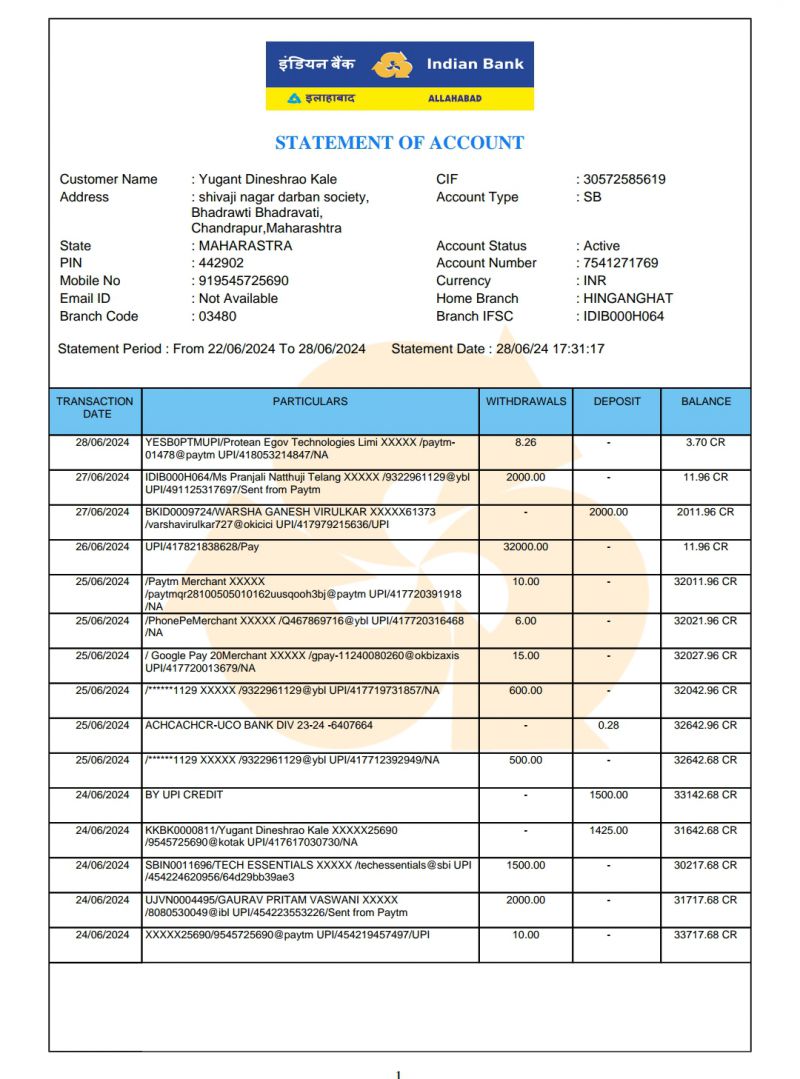 इंडियन बैंक Indian Bank
इलाहाबाद ALLAHABAD
STATEMENT OF ACCOUNT
Customer Name : Yugant Dineshrao Kale CIF : 30572585619
Address : shivaji nagar darban society, Account Type : SB
Bhadrawti Bhadravati,
Chandrapur,Maharashtra
State : MAHARASTRA Account Status : Active
PIN : 442902 Account Number : 7541271769
Mobile No : 919545725690 Currency : INR
Email ID : Not Available Home Branch : HINGANGHAT
Branch Code : 03480 Branch IFSC : IDIB000H064
Statement Period : From 22/06/2024 To 28/06/2024 Statement Date : 28/06/24 17:31:17
TRANSACTION PARTICULARS WITHDRAWALS DEPOSIT BALANCE
DATE
28/06/2024 YESB0PTMUPI/Protean Egov Technologies Limi XXXXX /paytm- 8.26 - 3.70 CR
01478@paytm UPI/418053214847/NA
27/06/2024 IDIB000H064/Ms Pranjali Natthuji Telang XXXXX /9322961129@ybl 2000.00 - 11.96 CR
UPI/491125317697/Sent from Paytm
27/06/2024 BKID0009724/WARSHA GANESH VIRULKAR XXXXX61373 - 2000.00 2011.96 CR
/varshavirulkar727@okicici UPI/417979215636/UPI
26/06/2024 UPI/417821838628/Pay 32000.00 - 11.96 CR
25/06/2024 /Paytm Merchant XXXXX 10.00 - 32011.96 CR
/paytmqr28100505010162uusqooh3bj@paytm UPI/417720391918
/NA
25/06/2024 /PhonePeMerchant XXXXX /Q467869716@ybl UPI/417720316468 6.00 - 32021.96 CR
/NA
25/06/2024 / Google Pay 20Merchant XXXXX /gpay-11240080260@okbizaxis 15.00 - 32027.96 CR
UPI/417720013679/NA
25/06/2024 /******1129 XXXXX /9322961129@ybl UPI/417719731857/NA 600.00 - 32042.96 CR
25/06/2024 ACHCACHCR-UCO BANK DIV 23-24 -6407664 - 0.28 32642.96 CR
25/06/2024 /******1129 XXXXX /9322961129@ybl UPI/417712392949/NA 500.00 - 32642.68 CR
24/06/2024 BY UPI CREDIT - 1500.00 33142.68 CR
24/06/2024 KKBK0000811/Yugant Dineshrao Kale XXXXX25690 - 1425.00 31642.68 CR
/9545725690@kotak UPI/417617030730/NA
24/06/2024 SBIN0011696/TECH ESSENTIALS XXXXX /techessentials@sbi UPI 1500.00 - 30217.68 CR
/454224620956/64d29bb39ae3
24/06/2024 UJVN0004495/GAURAV PRITAM VASWANI XXXXX 2000.00 - 31717.68 CR
/8080530049@ibl UPI/454223553226/Sent from Paytm
24/06/2024 XXXXX25690/9545725690@paytm UPI/454219457497/UPI 10.00 - 33717.68 CR
1